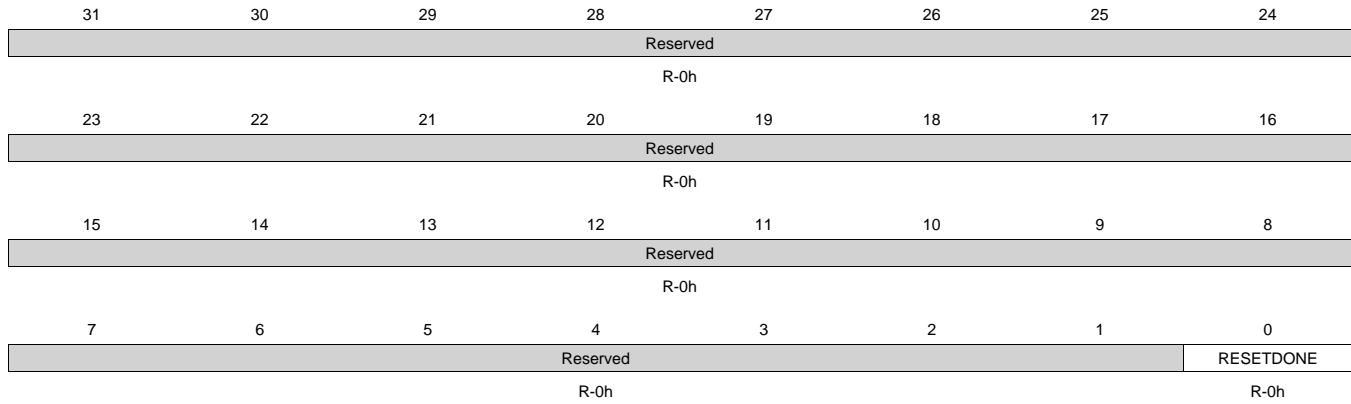 31 30 29 28 27 26 25 24
Reserved
R-0h
23 22 21 20 19 18 17 16
Reserved
R-0h
15 14 13 12 11 10 9 8
Reserved
R-0h
7 6 5 4 3 2 1 0
Reserved RESETDONE
R-0h R-0h